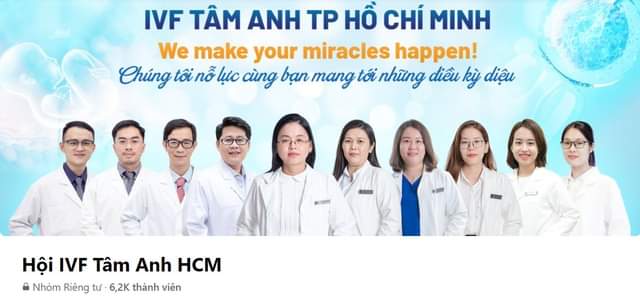 IVF TÂM ANH TP HỒ CHÍ MINH
We make your miracles happen!
Chúng tôi nỗ lực cùng bạn mang tới những điều kỳ diệu
Hội IVF Tâm Anh HCM
Nhóm Riêng tư · 6,2K thành viên